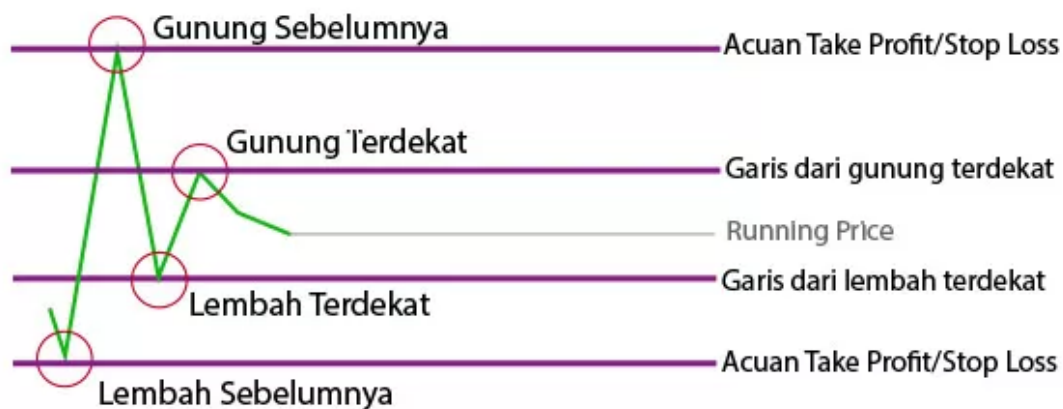 Gunung Sebelumnya
Acuan Take Profit/Stop Loss
Gunung Terdekat
Garis dari gunung terdekat
Running Price
Garis dari lembah terdekat
Lembah Terdekat
Acuan Take Profit/Stop Loss
Lembah Sebelumnya